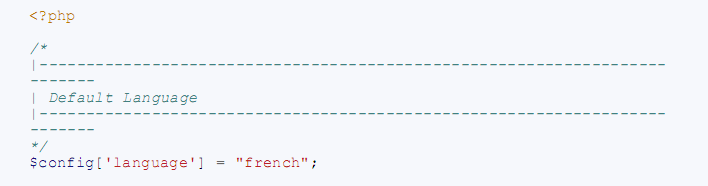 <?php
/*
|-------------------------------------------------------------------
-------
| Default Language
|-------------------------------------------------------------------
-------
*/
$config['language'] = "french";